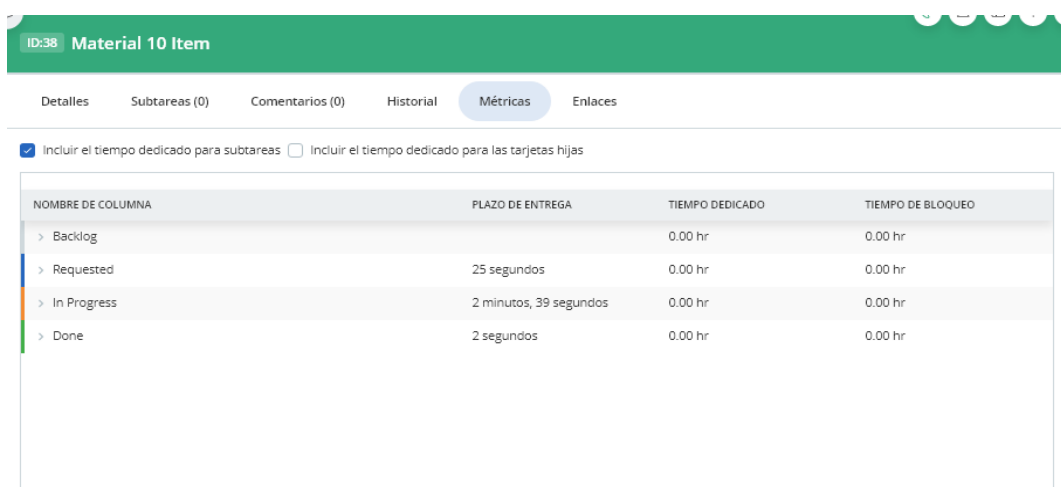 ID:38 Material 10 Item
Detalles Subtareas (0) Comentarios (0) Historial Métricas Enlaces
Incluir el tiempo dedicado para subtareas Incluir el tiempo dedicado para las tarjetas hijas
NOMBRE DE COLUMNA PLAZO DE ENTREGA TIEMPO DEDICADO TIEMPO DE BLOQUEO
Backlog 0.00 hr 0.00 hr
Requested 25 segundos 0.00 hr 0.00 hr
In Progress 2 minutos, 39 segundos 0.00 hr 0.00 hr
Done 2 segundos 0.00 hr 0.00 hr